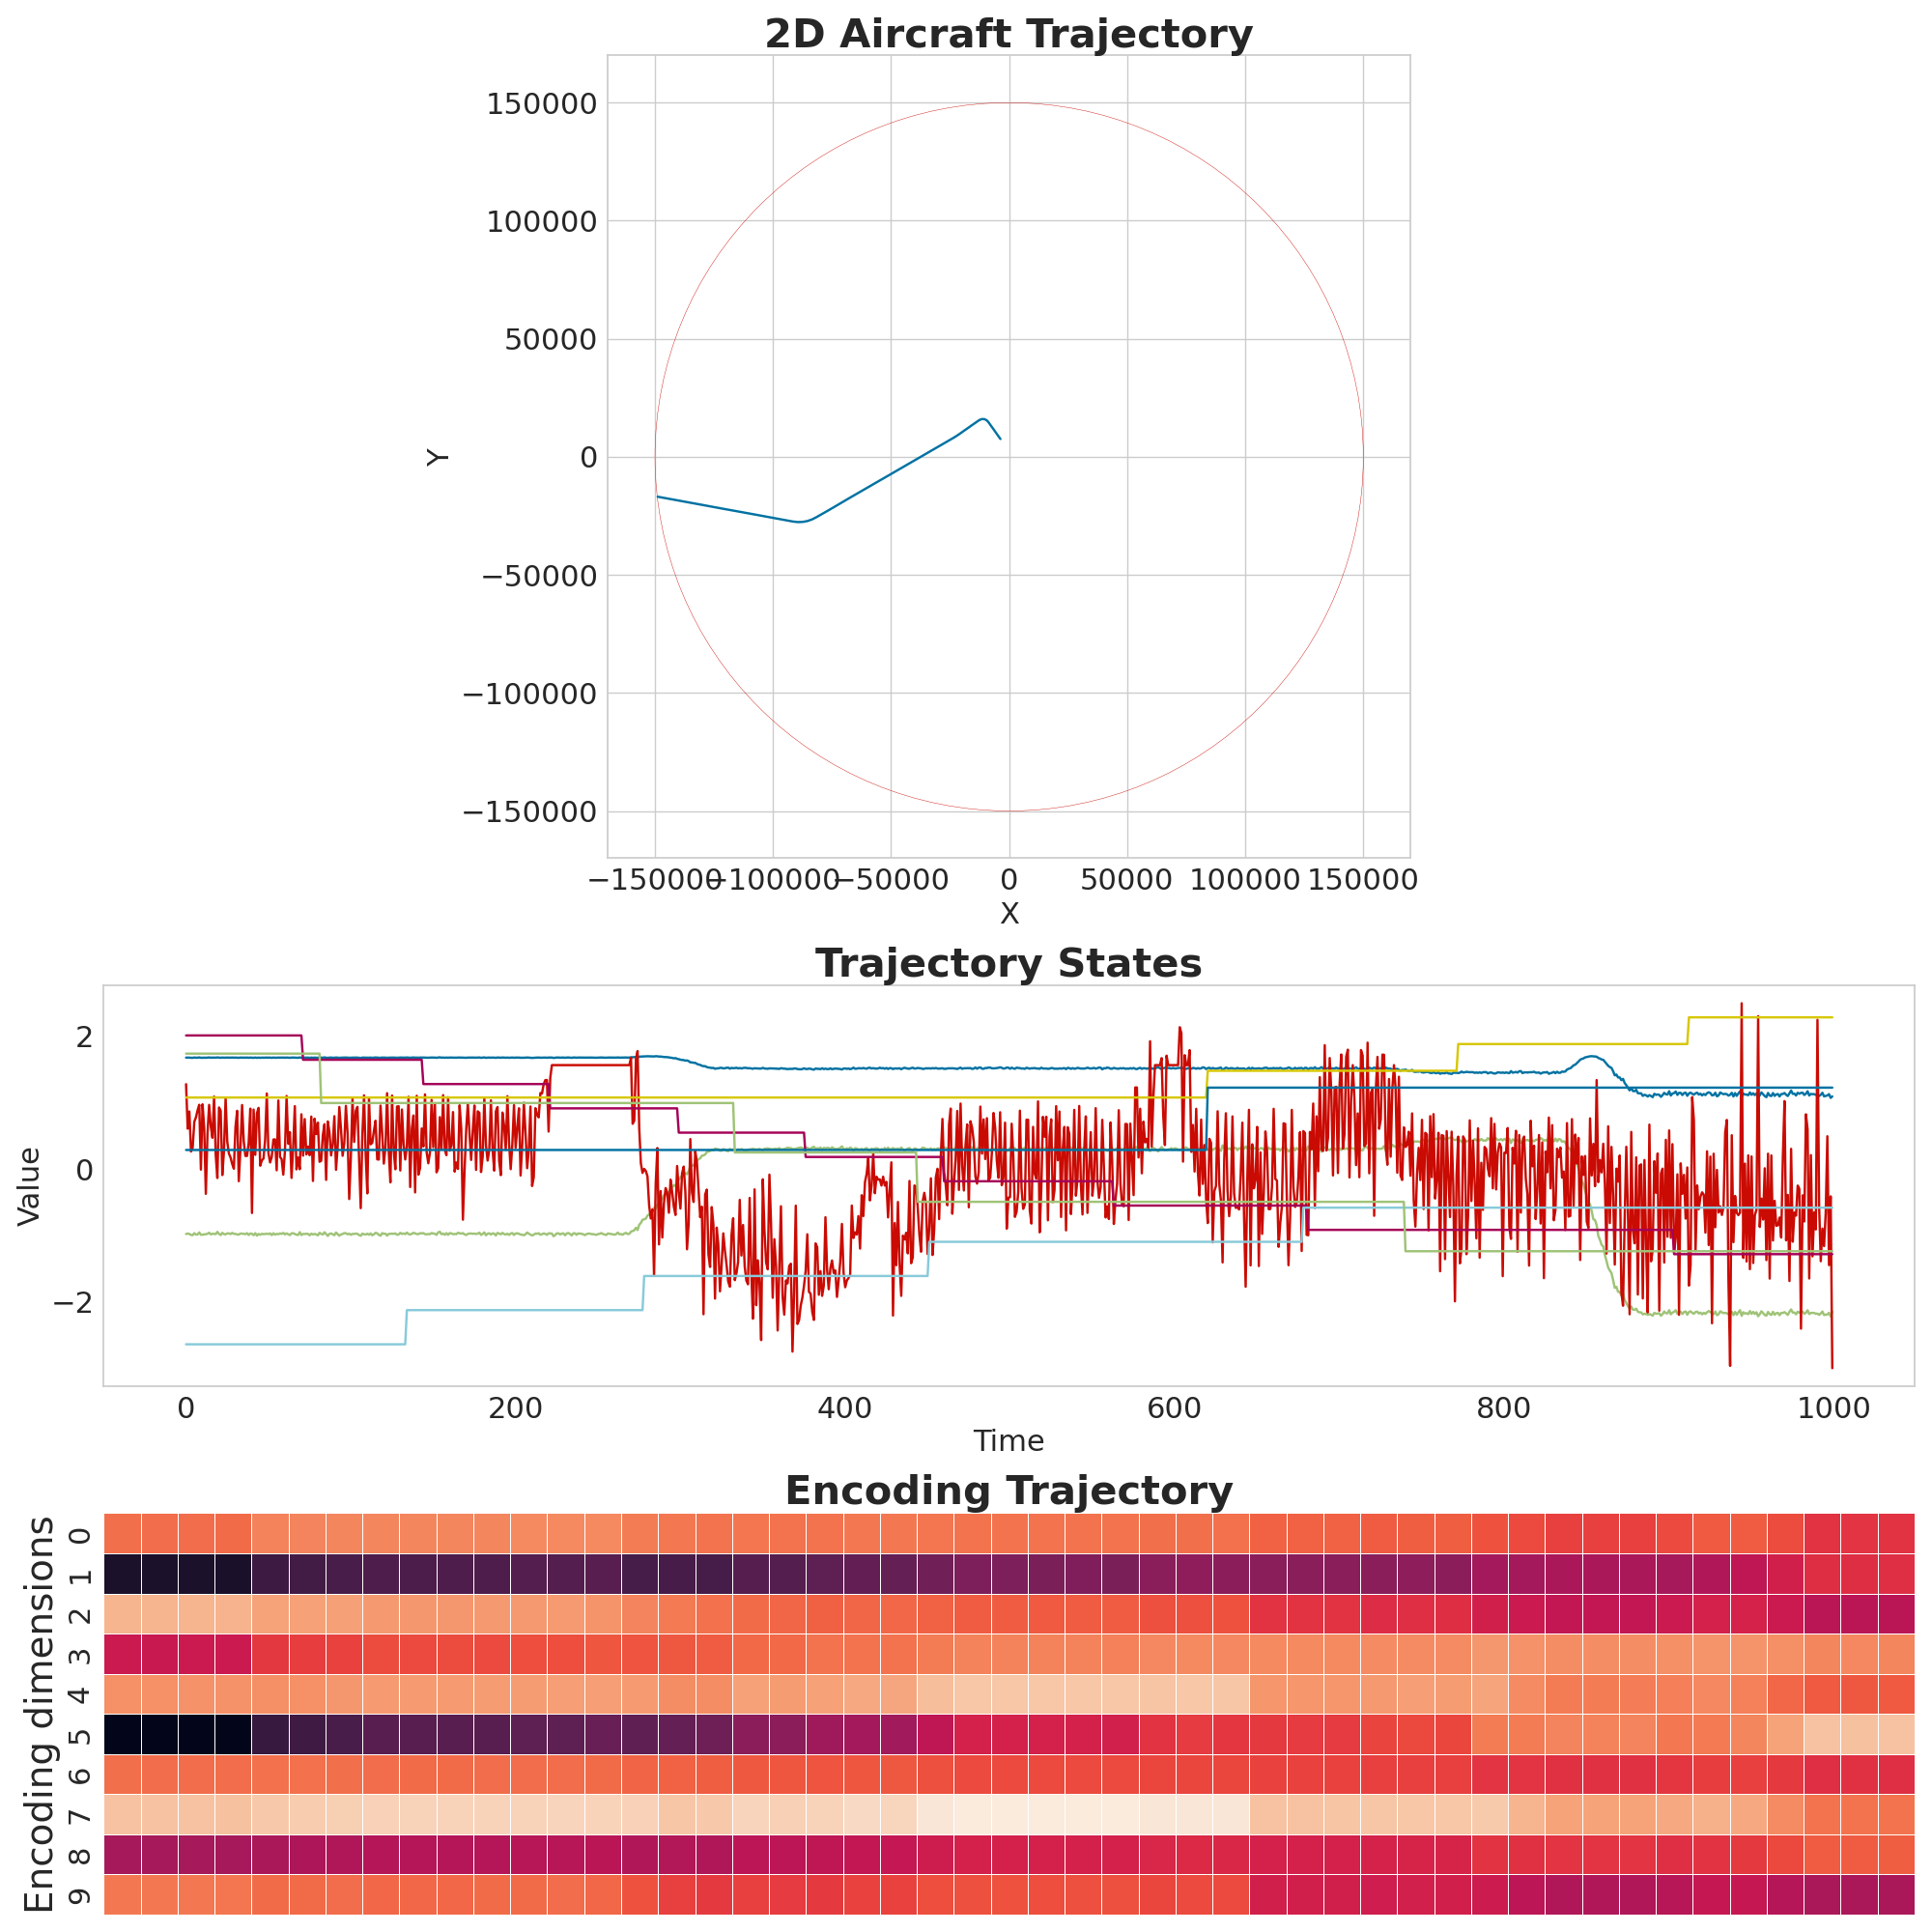 2D Aircraft Trajectory
150000
100000
50000
0
−50000
−100000
−150000
Y
−150000 −100000 −50000 0 50000 100000 150000
X
Trajectory States
2
0
−2
Value
0 200 400 600 800 1000
Time
Encoding Trajectory
Encoding dimensions
0
1
2
3
4
5
6
7
8
9